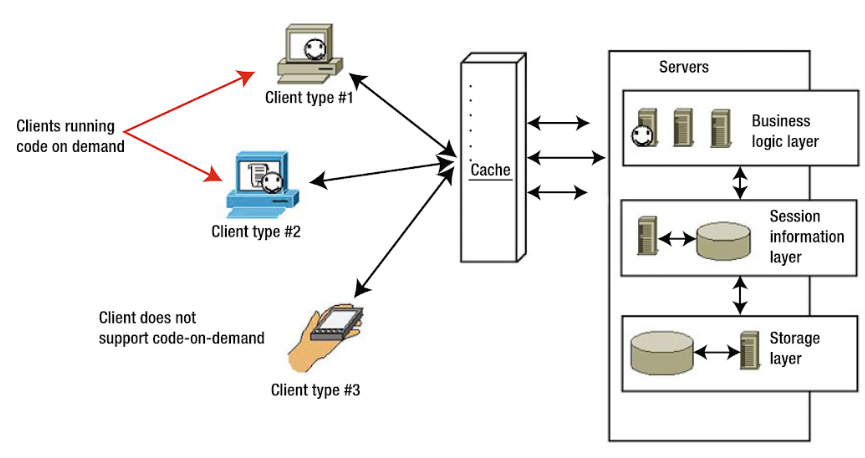 Servers
Client type #1
Clients running
code on demand
Business
logic layer
Cache
Client type #2
Session
information
layer
Client does not
support code-on-demand
Storage
layer
Client type #3